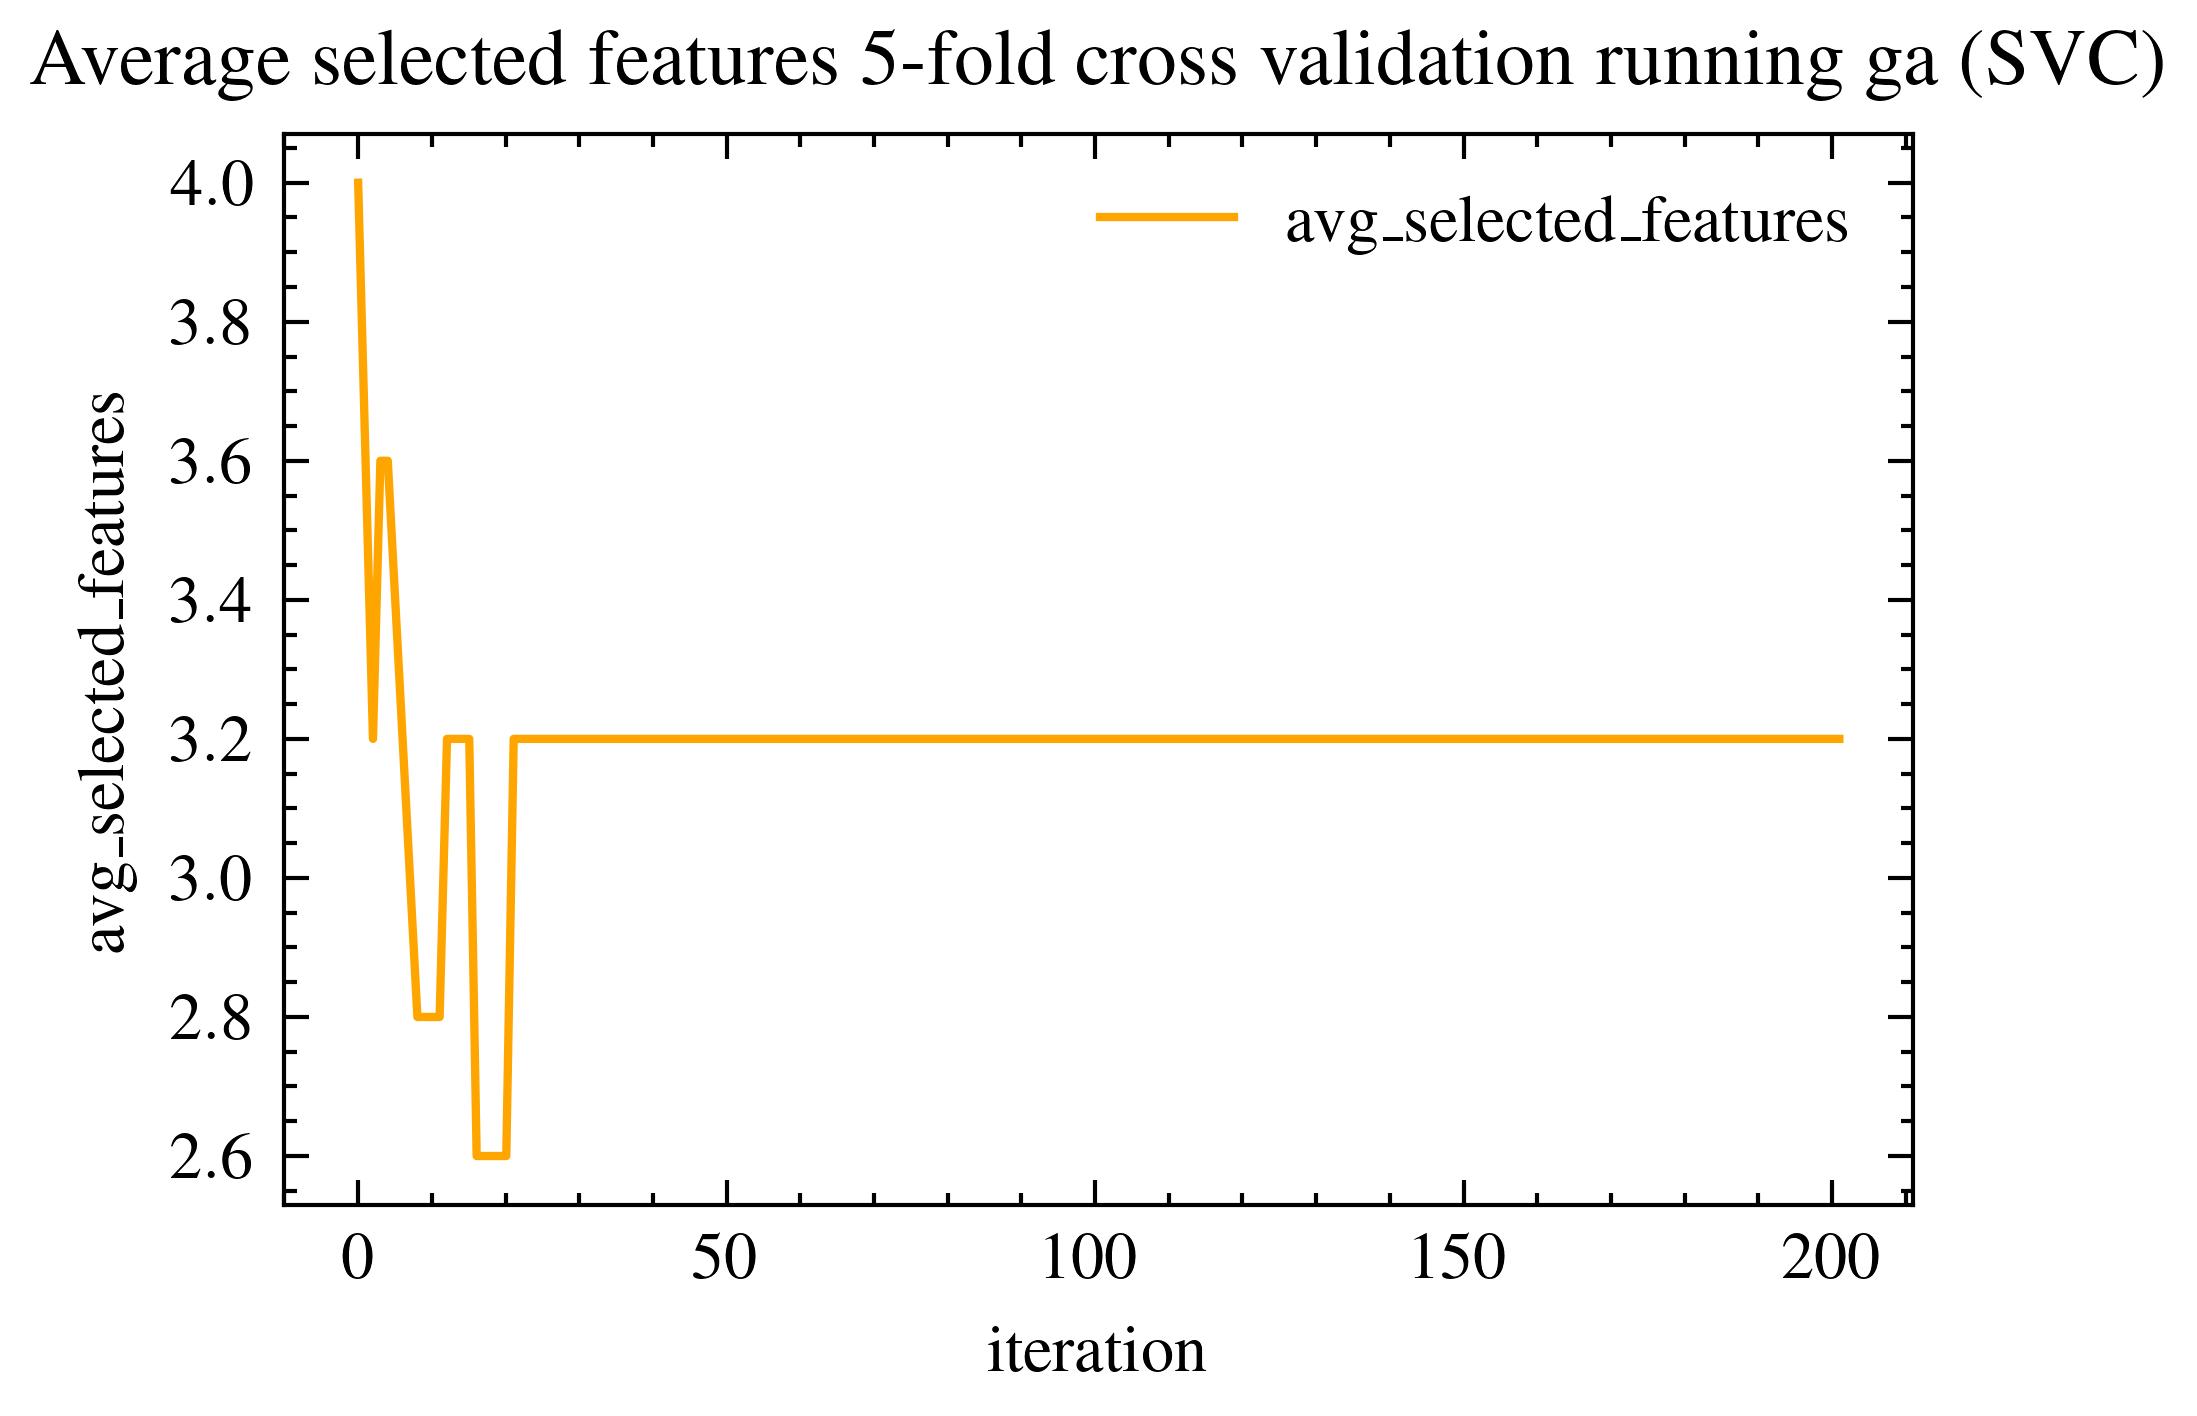 Average selected features 5-fold cross validation running ga (SVC)
avg_selected_features
4.0
3.8
3.6
3.4
3.2
3.0
2.8
2.6
avg_selected_features
0 50 100 150 200
iteration